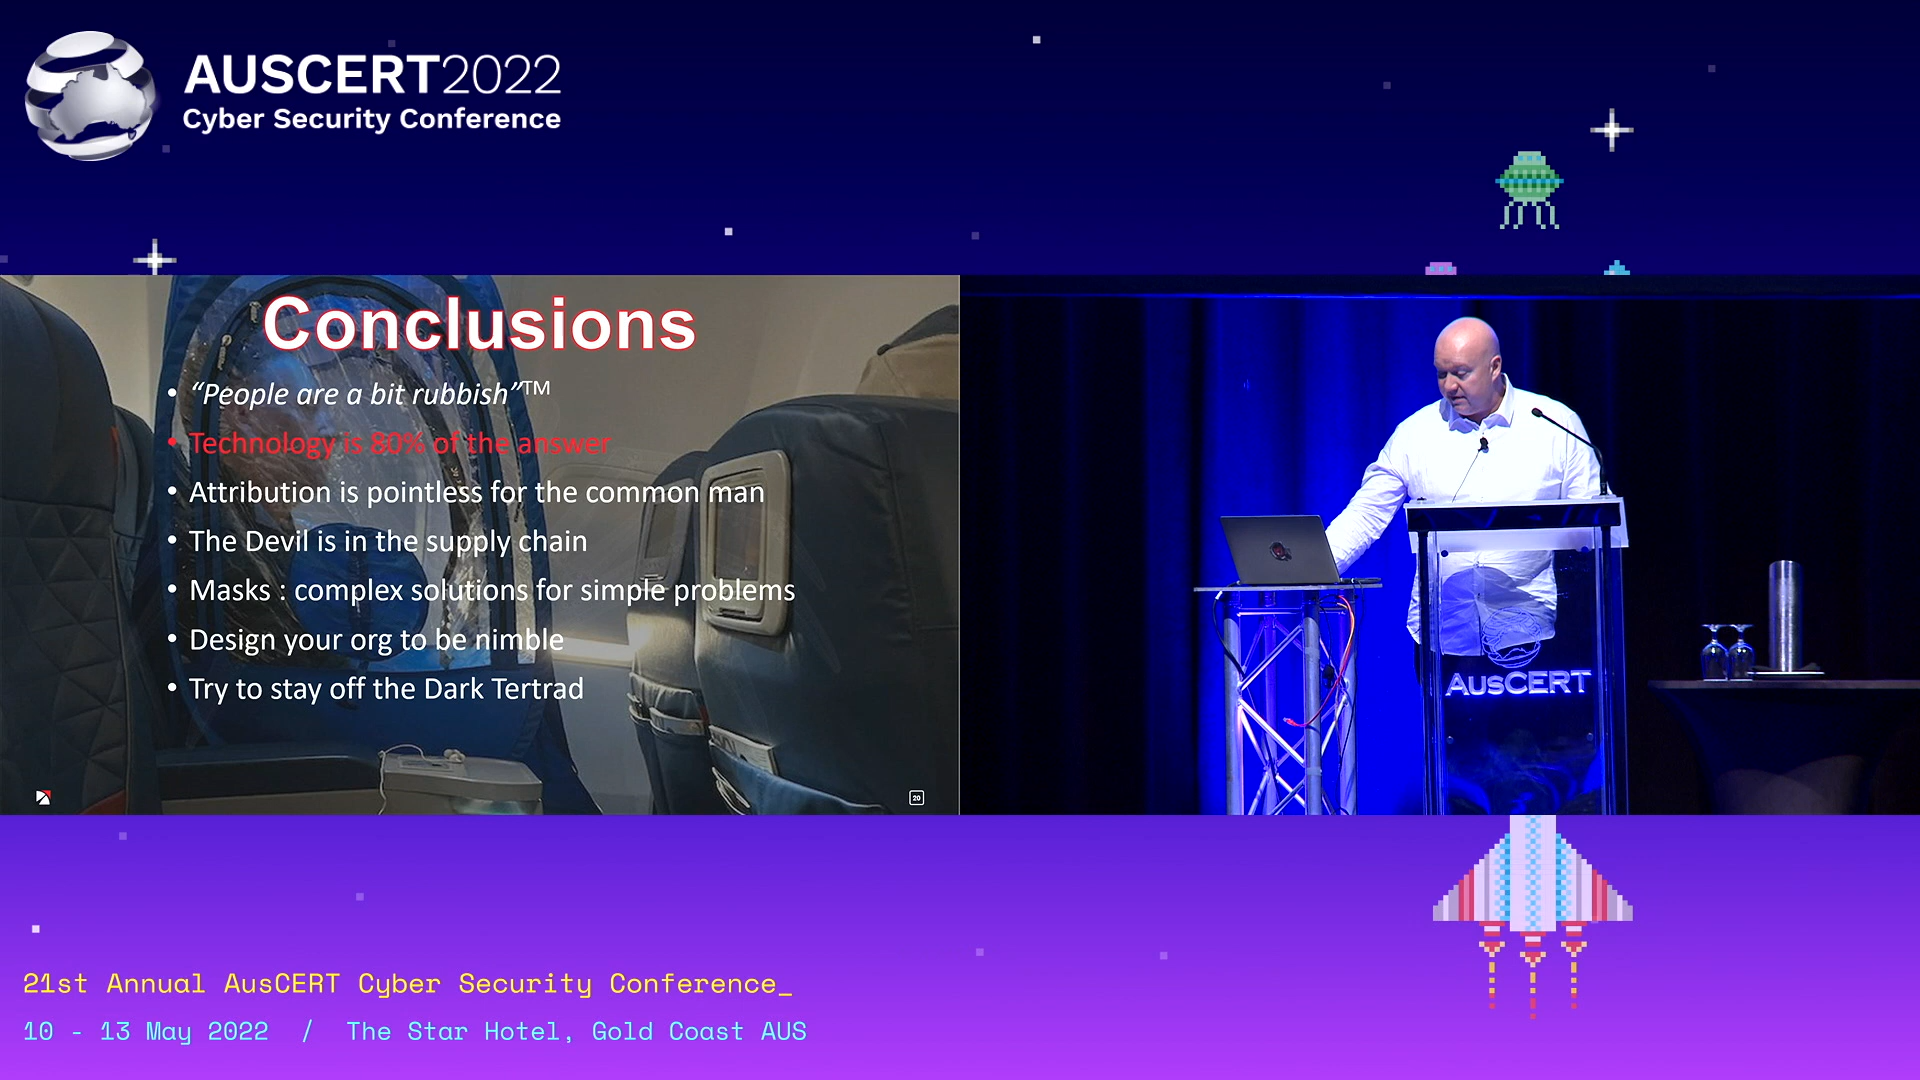 AUSCERT2022
Cyber Security Conference
Conclusions
• “People are a bit rubbish”™
• Technology is 80% of the answer
• Attribution is pointless for the common man
• The Devil is in the supply chain
• Masks : complex solutions for simple problems
• Design your org to be nimble
• Try to stay off the Dark Tertrad
20
AUSCERT
21st Annual AusCERT Cyber Security Conference_
10 - 13 May 2022 / The Star Hotel, Gold Coast AUS